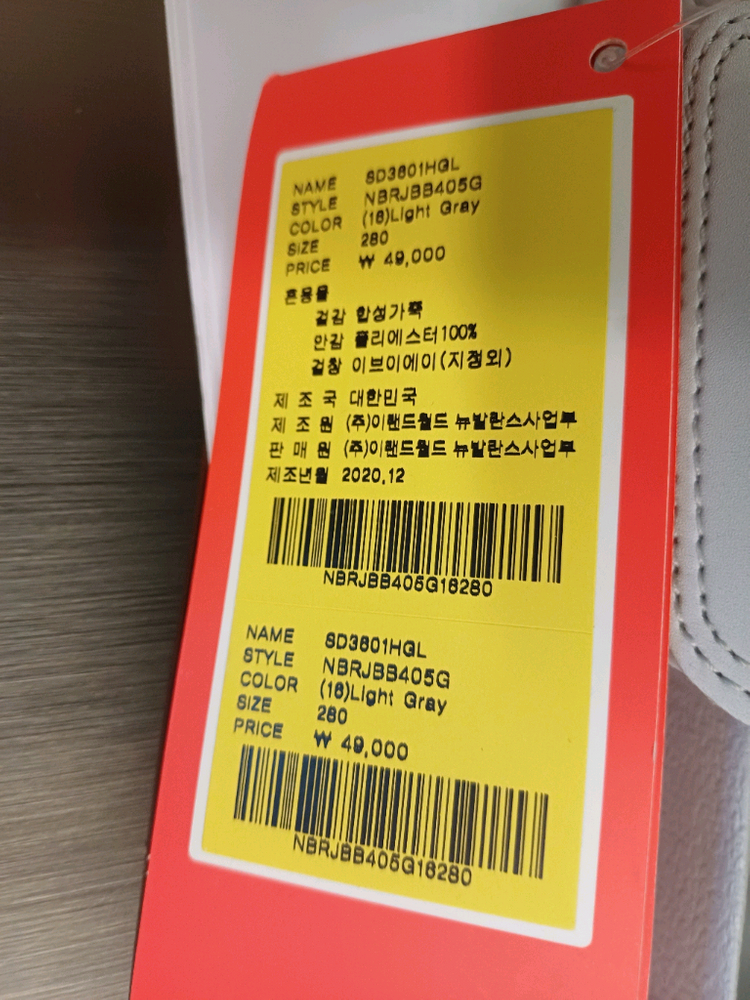 NAME SD3601HGL
STYLE NBRJBB405G
COLOR (16)Light Gray
SIZE 280
PRICE ₩ 49,000
혼용률
겉감 합성가죽
안감 폴리에스터100%
겉창 이브이에이(지정외)
제 조 국 대한민국
제 조 원 (주)이랜드월드 뉴발란스사업부
판 매 원 (주)이랜드월드 뉴발란스사업부
제조년월 2020.12
NBRJBB405G16280
NAME SD3601HGL
STYLE NBRJBB405G
COLOR (16)Light Gray
SIZE 280
PRICE ₩ 49,000
NBRJBB405G16280